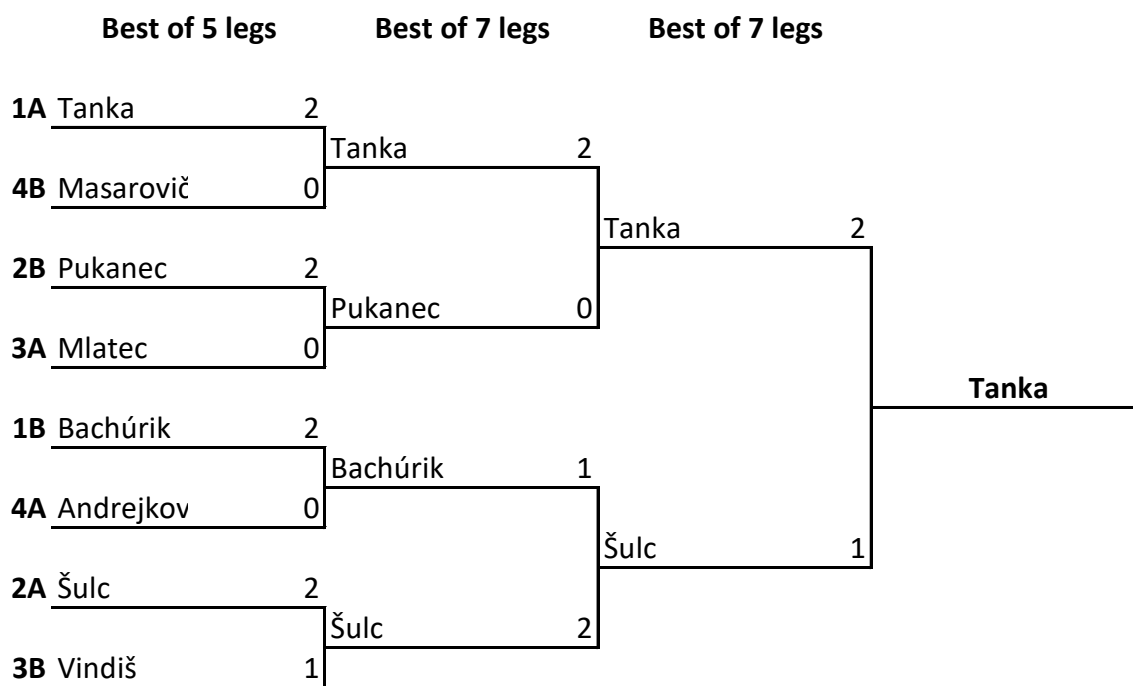 Best of 5 legs Best of 7 legs Best of 7 legs
1A Tanka 2
Tanka 2
4B Masarovič 0
Tanka 2
2B Pukanec 2
Pukanec 0
3A Mlatec 0
Tanka
1B Bachúrik 2
Bachúrik 1
4A Andrejkov 0
Šulc 1
2A Šulc 2
Šulc 2
3B Vindiš 1